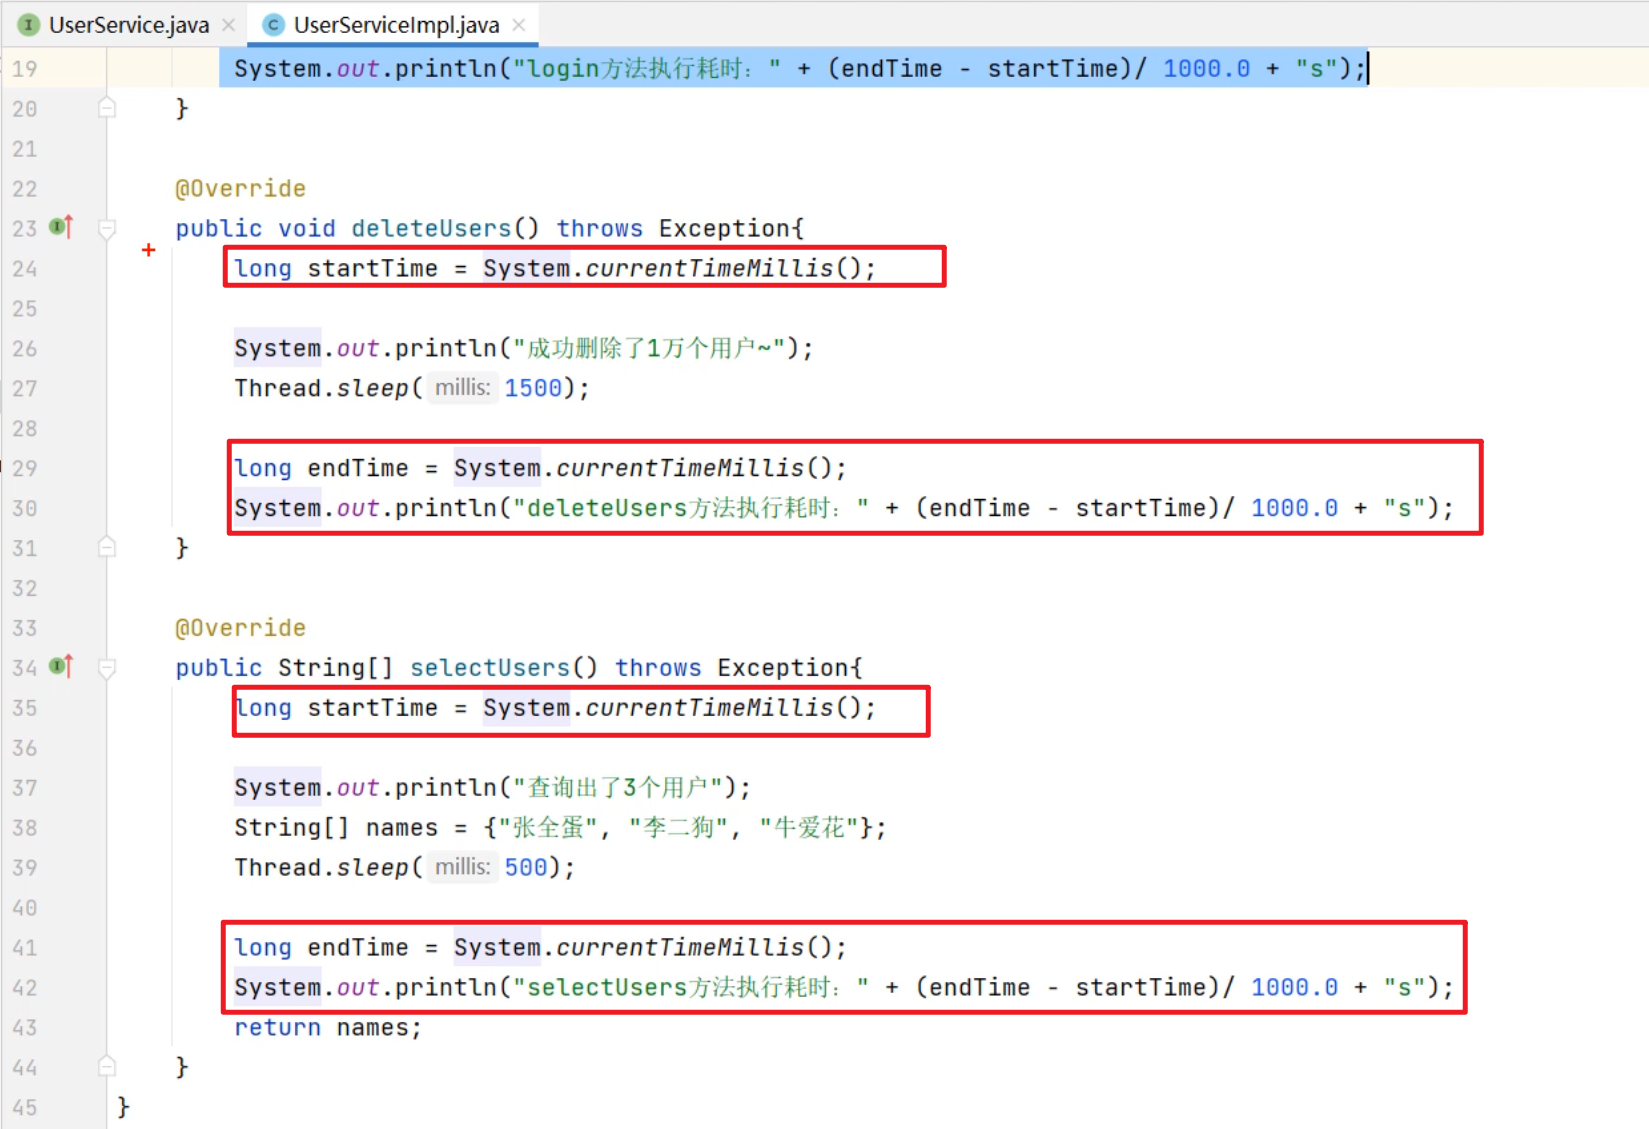 UserService.java UserServiceImpl.java
19 System.out.println("login方法执行耗时：" + (endTime - startTime)/ 1000.0 + "s");
20 }
21
22 @Override
23 public void deleteUsers() throws Exception{
24 long startTime = System.currentTimeMillis();
25
26 System.out.println("成功删除了1万个用户~");
27 Thread.sleep( millis: 1500);
28
29 long endTime = System.currentTimeMillis();
30 System.out.println("deleteUsers方法执行耗时：" + (endTime - startTime)/ 1000.0 + "s");
31 }
32
33 @Override
34 public String[] selectUsers() throws Exception{
35 long startTime = System.currentTimeMillis();
36
37 System.out.println("查询出了3个用户");
38 String[] names = {"张全蛋", "李二狗", "牛爱花"};
39 Thread.sleep( millis: 500);
40
41 long endTime = System.currentTimeMillis();
42 System.out.println("selectUsers方法执行耗时：" + (endTime - startTime)/ 1000.0 + "s");
43 return names;
44 }
45 }